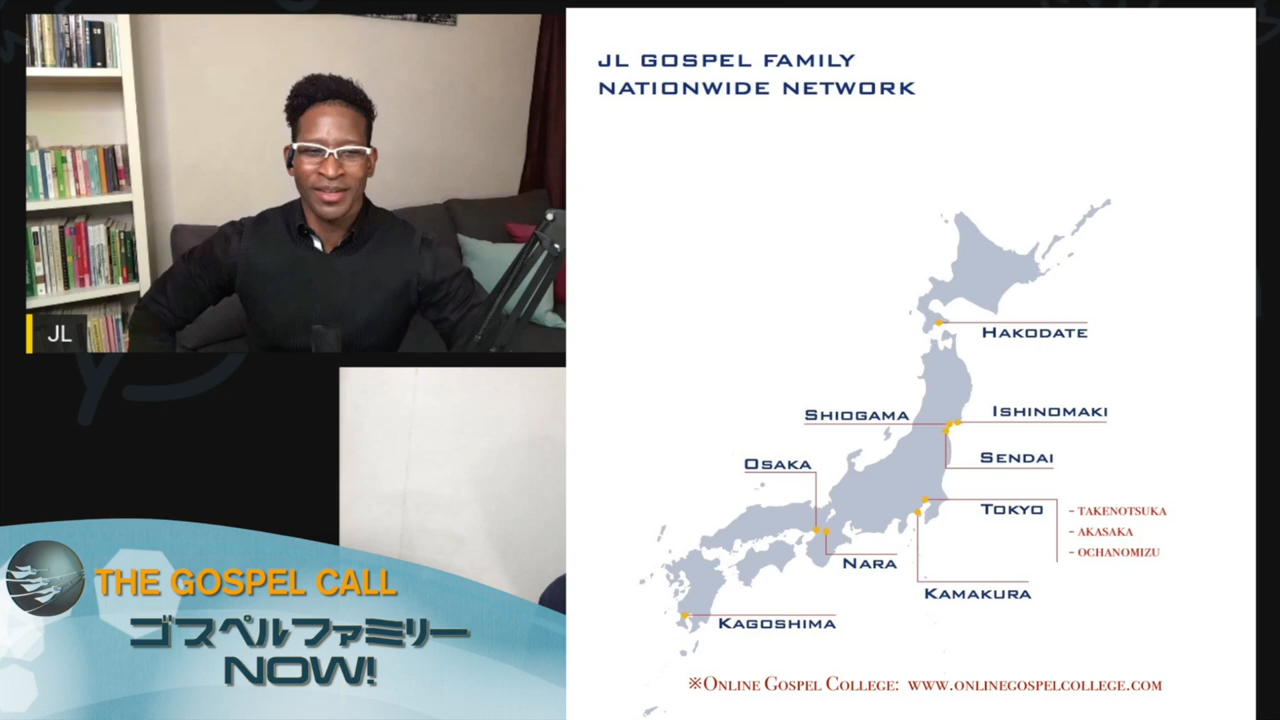 JL GOSPEL FAMILY
NATIONWIDE NETWORK
JL
HAKODATE
SHIOGAMA
ISHINOMAKI
OSAKA
SENDAI
TOKYO
- TAKENOTSUKA
- AKASAKA
- OCHANOMIZU
NARA
KAMAKURA
KAGOSHIMA
※ONLINE GOSPEL COLLEGE: WWW.ONLINEGOSPELCOLLEGE.COM
THE GOSPEL CALL
ゴスペルファミリー
NOW!